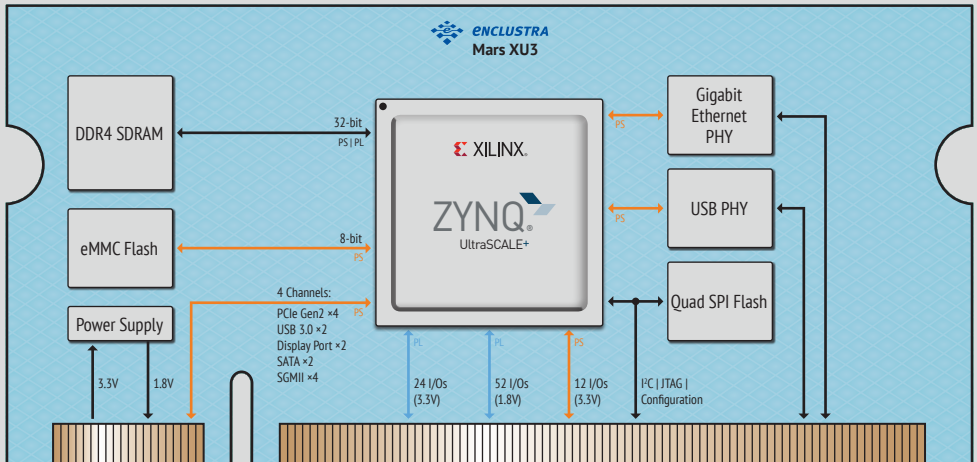 enclustra
Mars XU3
DDR4 SDRAM
32-bit
PS | PL
XILINX®
ZYNQ®
UltraSCALE+
PS
Gigabit
Ethernet
PHY
eMMC Flash
8-bit
PS
PS
USB PHY
Power Supply
3.3V
1.8V
4 Channels:
PS
PCIe Gen2 ×4
USB 3.0 ×2
Display Port ×2
SATA ×2
SGMII ×4
Quad SPI Flash
PL
24 I/Os
(3.3V)
PL
52 I/Os
(1.8V)
PS
12 I/Os
(3.3V)
I²C | JTAG |
Configuration